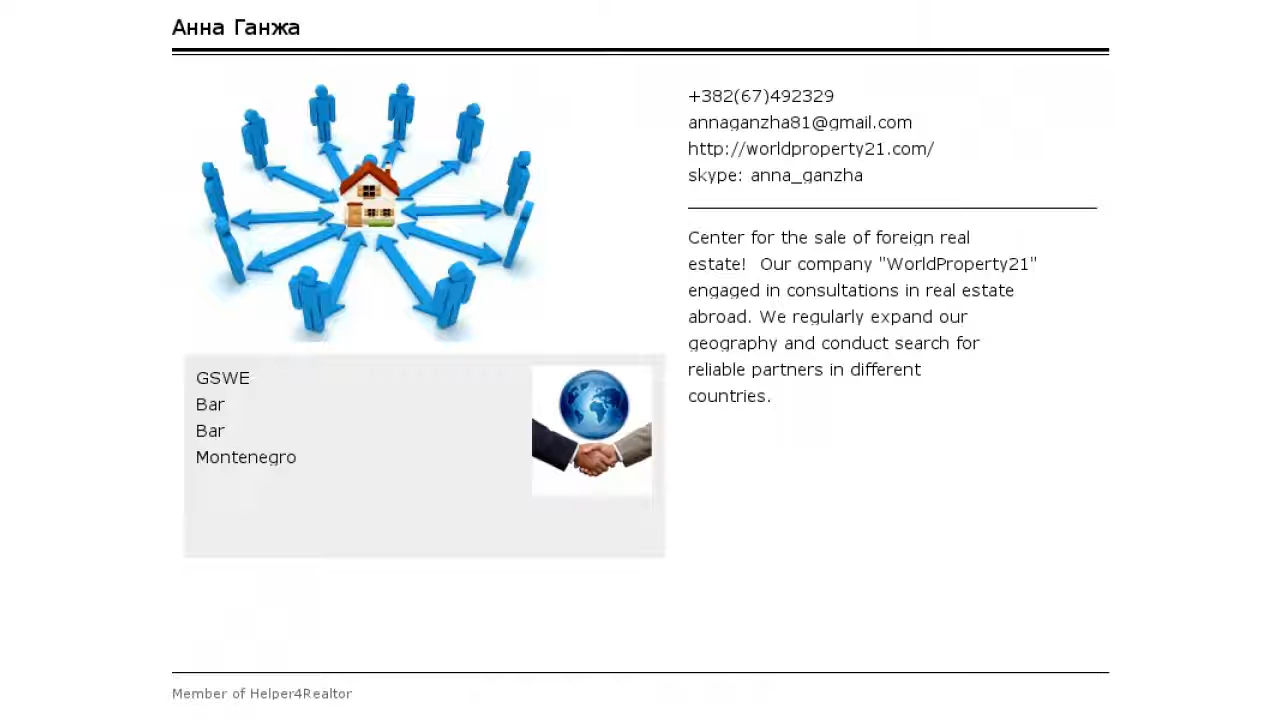 Анна Ганжа
+382(67)492329
annaganzha81@gmail.com
http://worldproperty21.com/
skype: anna_ganzha
Center for the sale of foreign real
estate!  Our company "WorldProperty21"
engaged in consultations in real estate
abroad. We regularly expand our
geography and conduct search for
reliable partners in different
countries.
GSWE
Bar
Bar
Montenegro
Member of Helper4Realtor